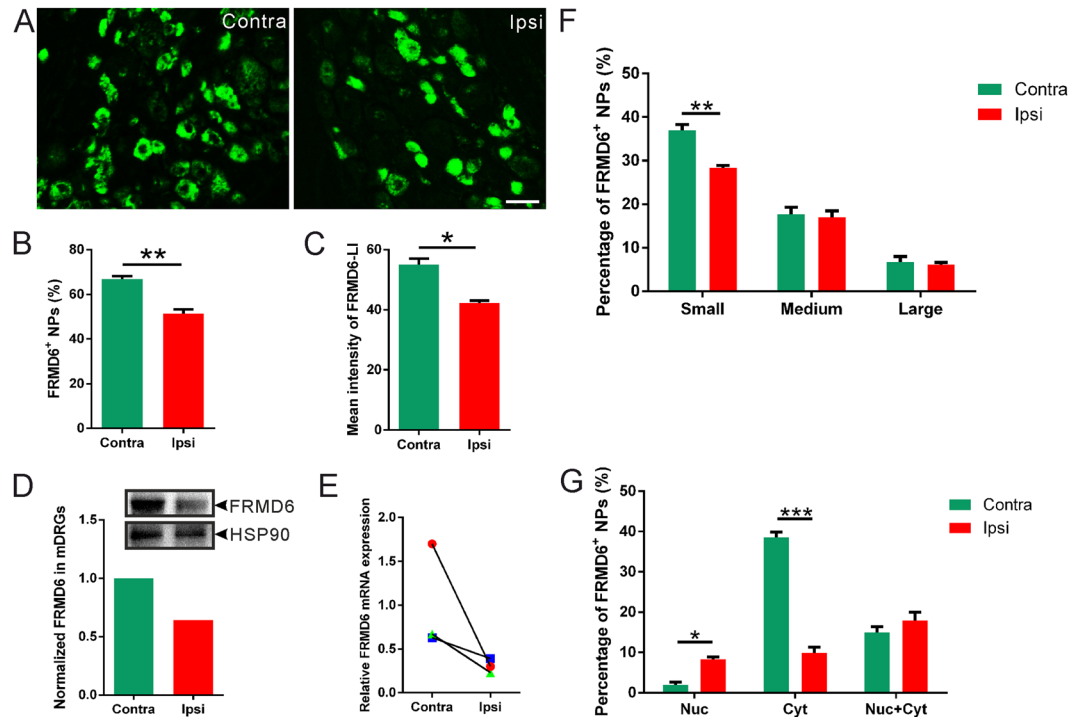 A
Contra
Ipsi
B
FRMD6⁺ NPs (%)
80
60
40
20
0
**
Contra
Ipsi
C
Mean intensity of FRMD6-LI
60
40
20
0
*
Contra
Ipsi
D
Normalized FRMD6 in mDRGs
1.5
1.0
0.5
0.0
FRMD6
HSP90
Contra
Ipsi
E
Relative FRMD6 mRNA expression
2.0
1.5
1.0
0.5
0.0
Contra
Ipsi
F
Percentage of FRMD6⁺ NPs (%)
50
40
30
20
10
0
**
Contra
Ipsi
Small
Medium
Large
G
Percentage of FRMD6⁺ NPs (%)
50
40
30
20
10
0
*
***
Contra
Ipsi
Nuc
Cyt
Nuc+Cyt